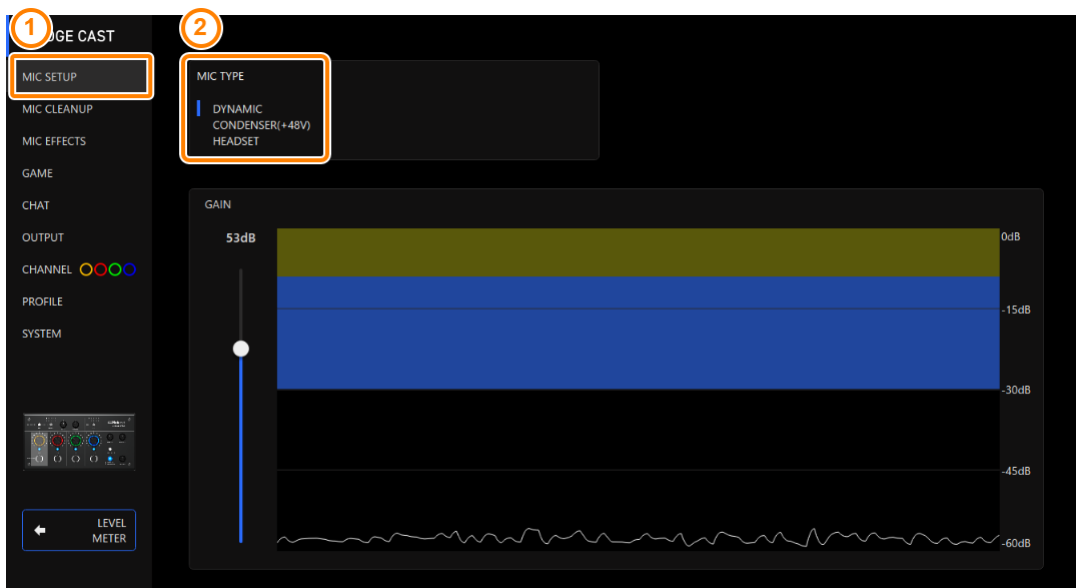 1
2
DGE CAST
MIC SETUP
MIC CLEANUP
MIC EFFECTS
GAME
CHAT
OUTPUT
CHANNEL
PROFILE
SYSTEM
LEVEL
METER
MIC TYPE
DYNAMIC
CONDENSER(+48V)
HEADSET
GAIN
53dB
0dB
-15dB
-30dB
-45dB
-60dB